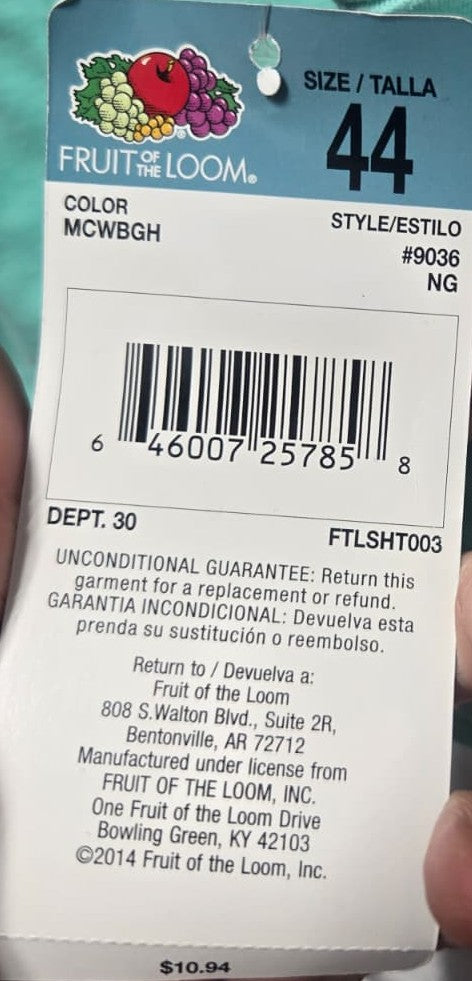 FRUIT OF THE LOOM®
SIZE / TALLA
44
COLOR
MCWBGH
STYLE/ESTILO
#9036
NG
6 46007 25785 8
DEPT. 30
FTLSHT003
UNCONDITIONAL GUARANTEE: Return this
garment for a replacement or refund.
GARANTIA INCONDICIONAL: Devuelva esta
prenda su sustitución o reembolso.
Return to / Devuelva a:
Fruit of the Loom
808 S.Walton Blvd., Suite 2R,
Bentonville, AR 72712
Manufactured under license from
FRUIT OF THE LOOM, INC.
One Fruit of the Loom Drive
Bowling Green, KY 42103
©2014 Fruit of the Loom, Inc.
$10.94